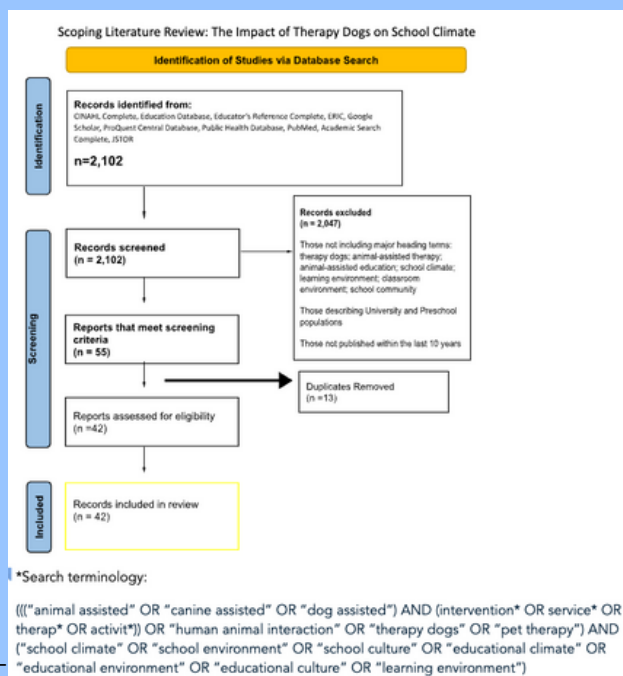 Scoping Literature Review: The Impact of Therapy Dogs on School Climate
Identification of Studies via Database Search
Identification
Records identified from:
CINAHL Complete, Education Database, Educator's Reference Complete, ERIC, Google
Scholar, ProQuest Central Database, Public Health Database, PubMed, Academic Search
Complete, JSTOR
n=2,102
Records excluded
(n = 2,047)
Those not including major heading terms:
therapy dogs; animal-assisted therapy;
animal-assisted education; school climate;
learning environment; classroom
environment; school community
Those describing University and Preschool
populations
Those not published within the last 10 years
Screening
Records screened
(n = 2,102)
Reports that meet screening
criteria
(n = 55)
Duplicates Removed
(n =13)
Reports assessed for eligibility
(n =42)
Included
Records included in review
(n = 42)
*Search terminology:
((("animal assisted" OR "canine assisted" OR "dog assisted") AND (intervention* OR service* OR
therap* OR activit*)) OR "human animal interaction" OR "therapy dogs" OR "pet therapy") AND
("school climate" OR "school environment" OR "school culture" OR "educational climate" OR
"educational environment" OR "educational culture" OR "learning environment")